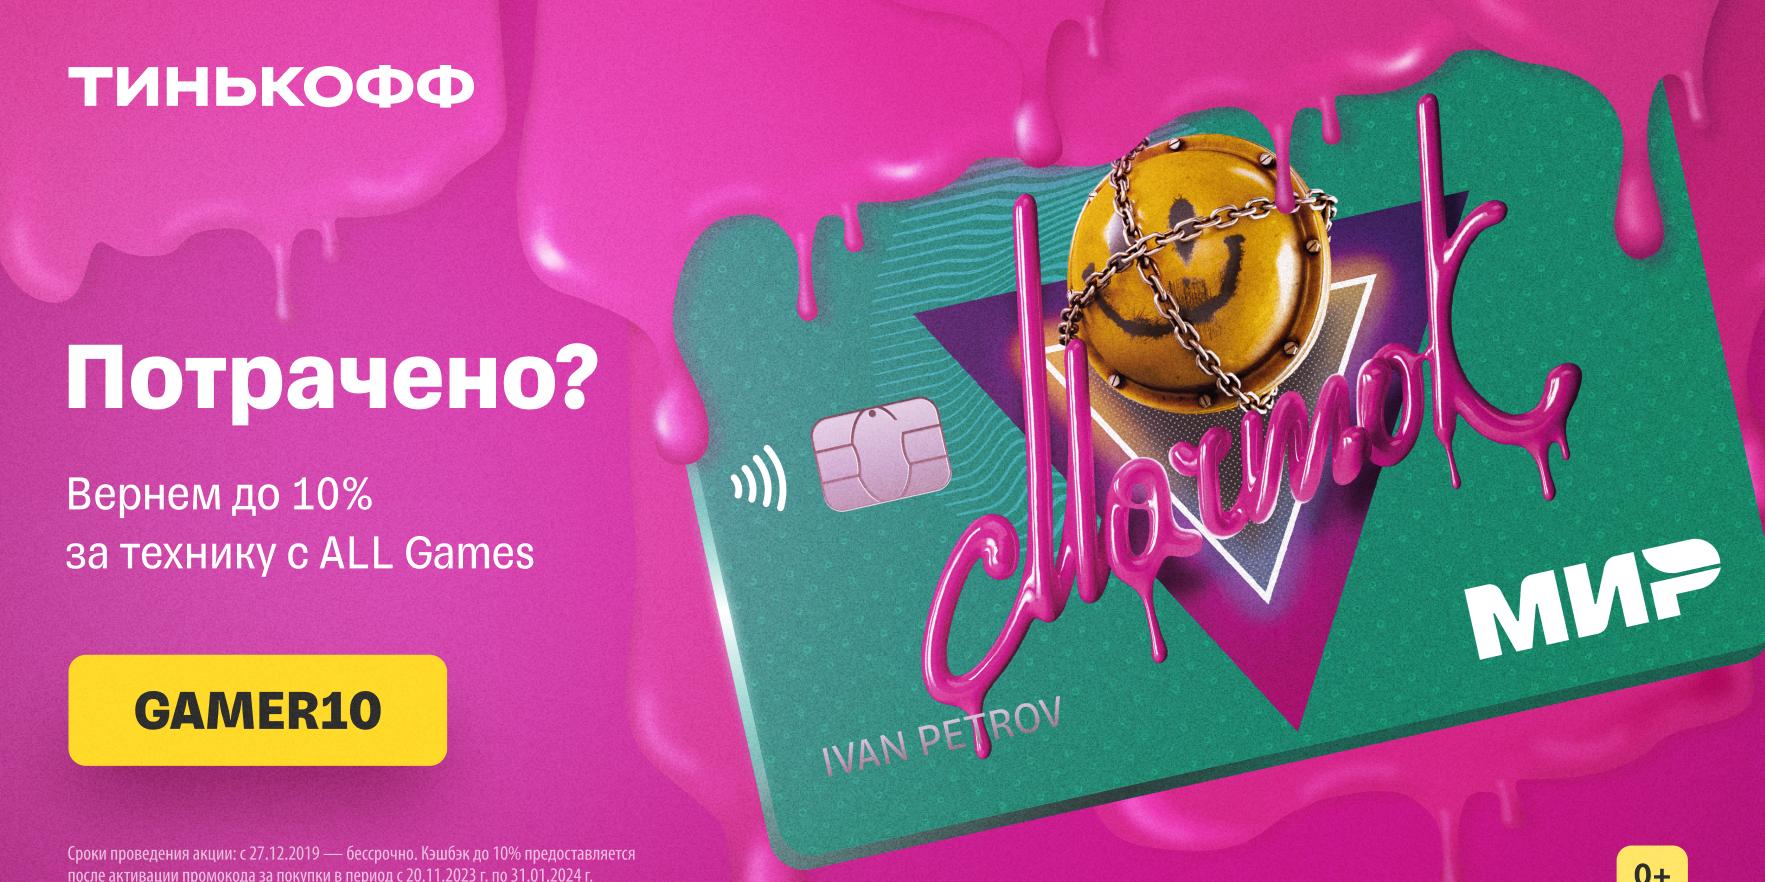 ТИНЬКОФФ
Потрачено?
Вернем до 10%
за технику с ALL Games
GAMER10
МИР
IVAN PETROV
Сроки проведения акции: с 27.12.2019 — бессрочно. Кэшбэк до 10% предоставляется
после активации промокода за покупки в период с 20.11.2023 г. по 31.01.2024 г.
0+